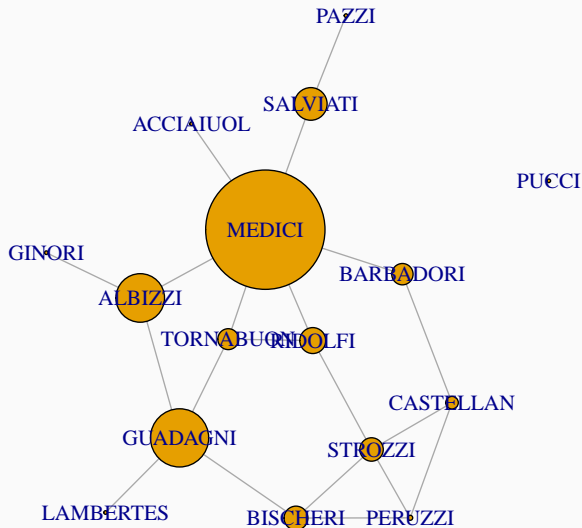 PAZZI
SALVIATI
ACCIAIUOL
PUCCI
MEDICI
GINORI
BARBADORI
ALBIZZI
TORNABUON
RIDOLFI
CASTELLAN
GUADAGNI
STROZZI
LAMBERTES
BISCHERI
PERUZZI